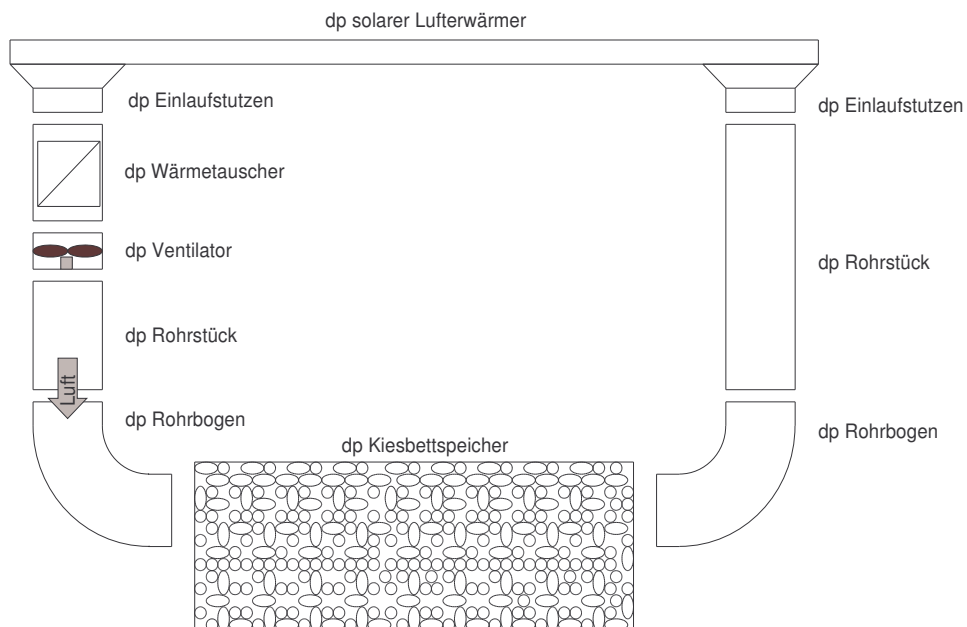 dp solarer Lufterwärmer
dp Einlaufstutzen
dp Einlaufstutzen
dp Wärmetauscher
dp Ventilator
dp Rohrstück
dp Rohrstück
Luft
dp Rohrbogen
dp Rohrbogen
dp Kiesbettspeicher